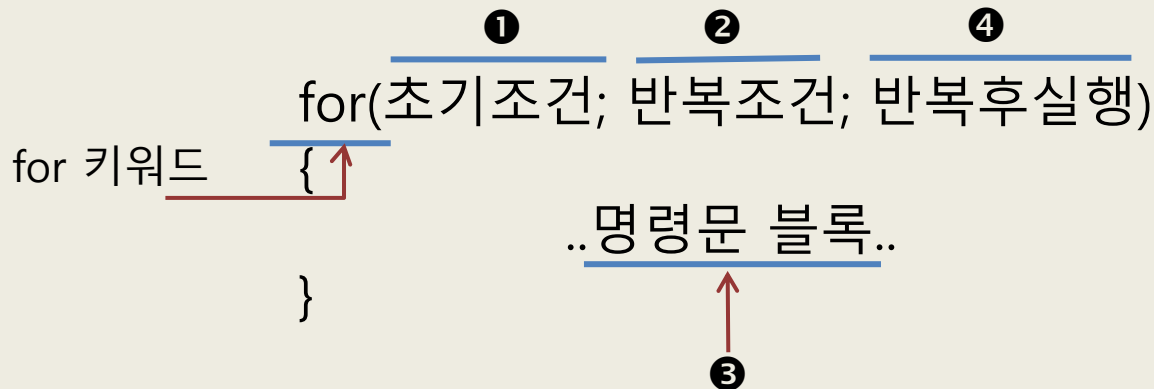 ❶ ❷ ❹
for(초기조건; 반복조건; 반복후실행)
for 키워드 {
..명령문 블록..
}
❸